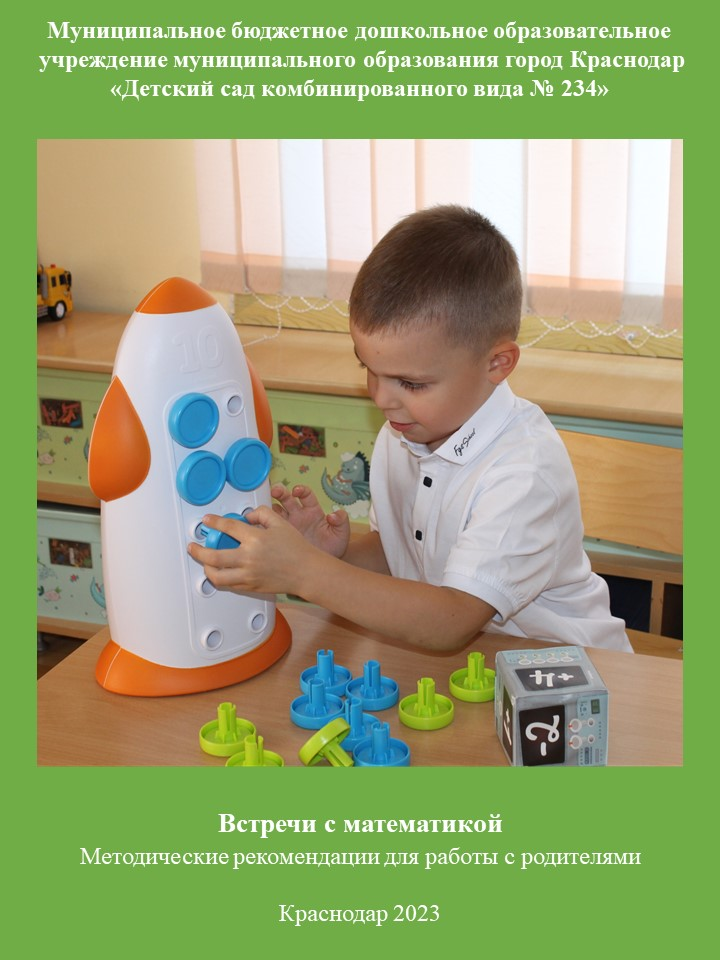 Муниципальное бюджетное дошкольное образовательное
учреждение муниципального образования город Краснодар
«Детский сад комбинированного вида № 234»
10
+4
-2
Встречи с математикой
Методические рекомендации для работы с родителями
Краснодар 2023